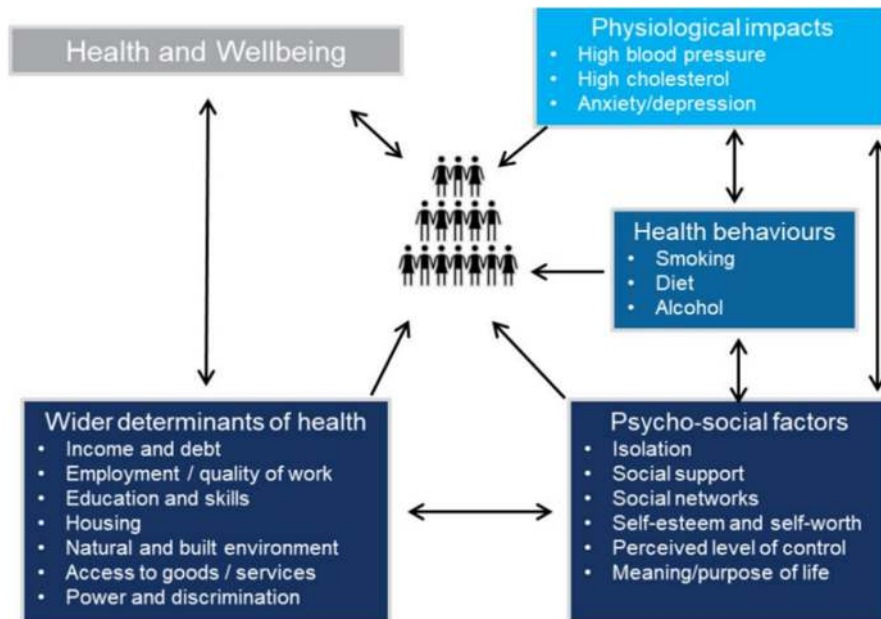 Health and Wellbeing
Physiological impacts
• High blood pressure
• High cholesterol
• Anxiety/depression
Health behaviours
• Smoking
• Diet
• Alcohol
Wider determinants of health
• Income and debt
• Employment / quality of work
• Education and skills
• Housing
• Natural and built environment
• Access to goods / services
• Power and discrimination
Psycho-social factors
• Isolation
• Social support
• Social networks
• Self-esteem and self-worth
• Perceived level of control
• Meaning/purpose of life